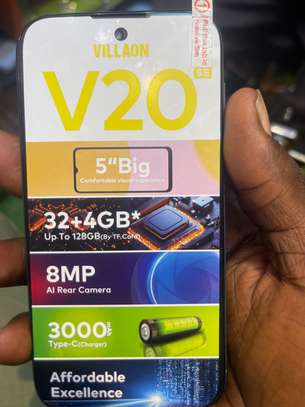 VILLAON
V20
SE
5"Big
Comfortable visual experience
32+4GB*
Up To 128GB(By TF.Card)
8MP
AI Rear Camera
3000mAh
Type-C(Charger)
Affordable
Excellence